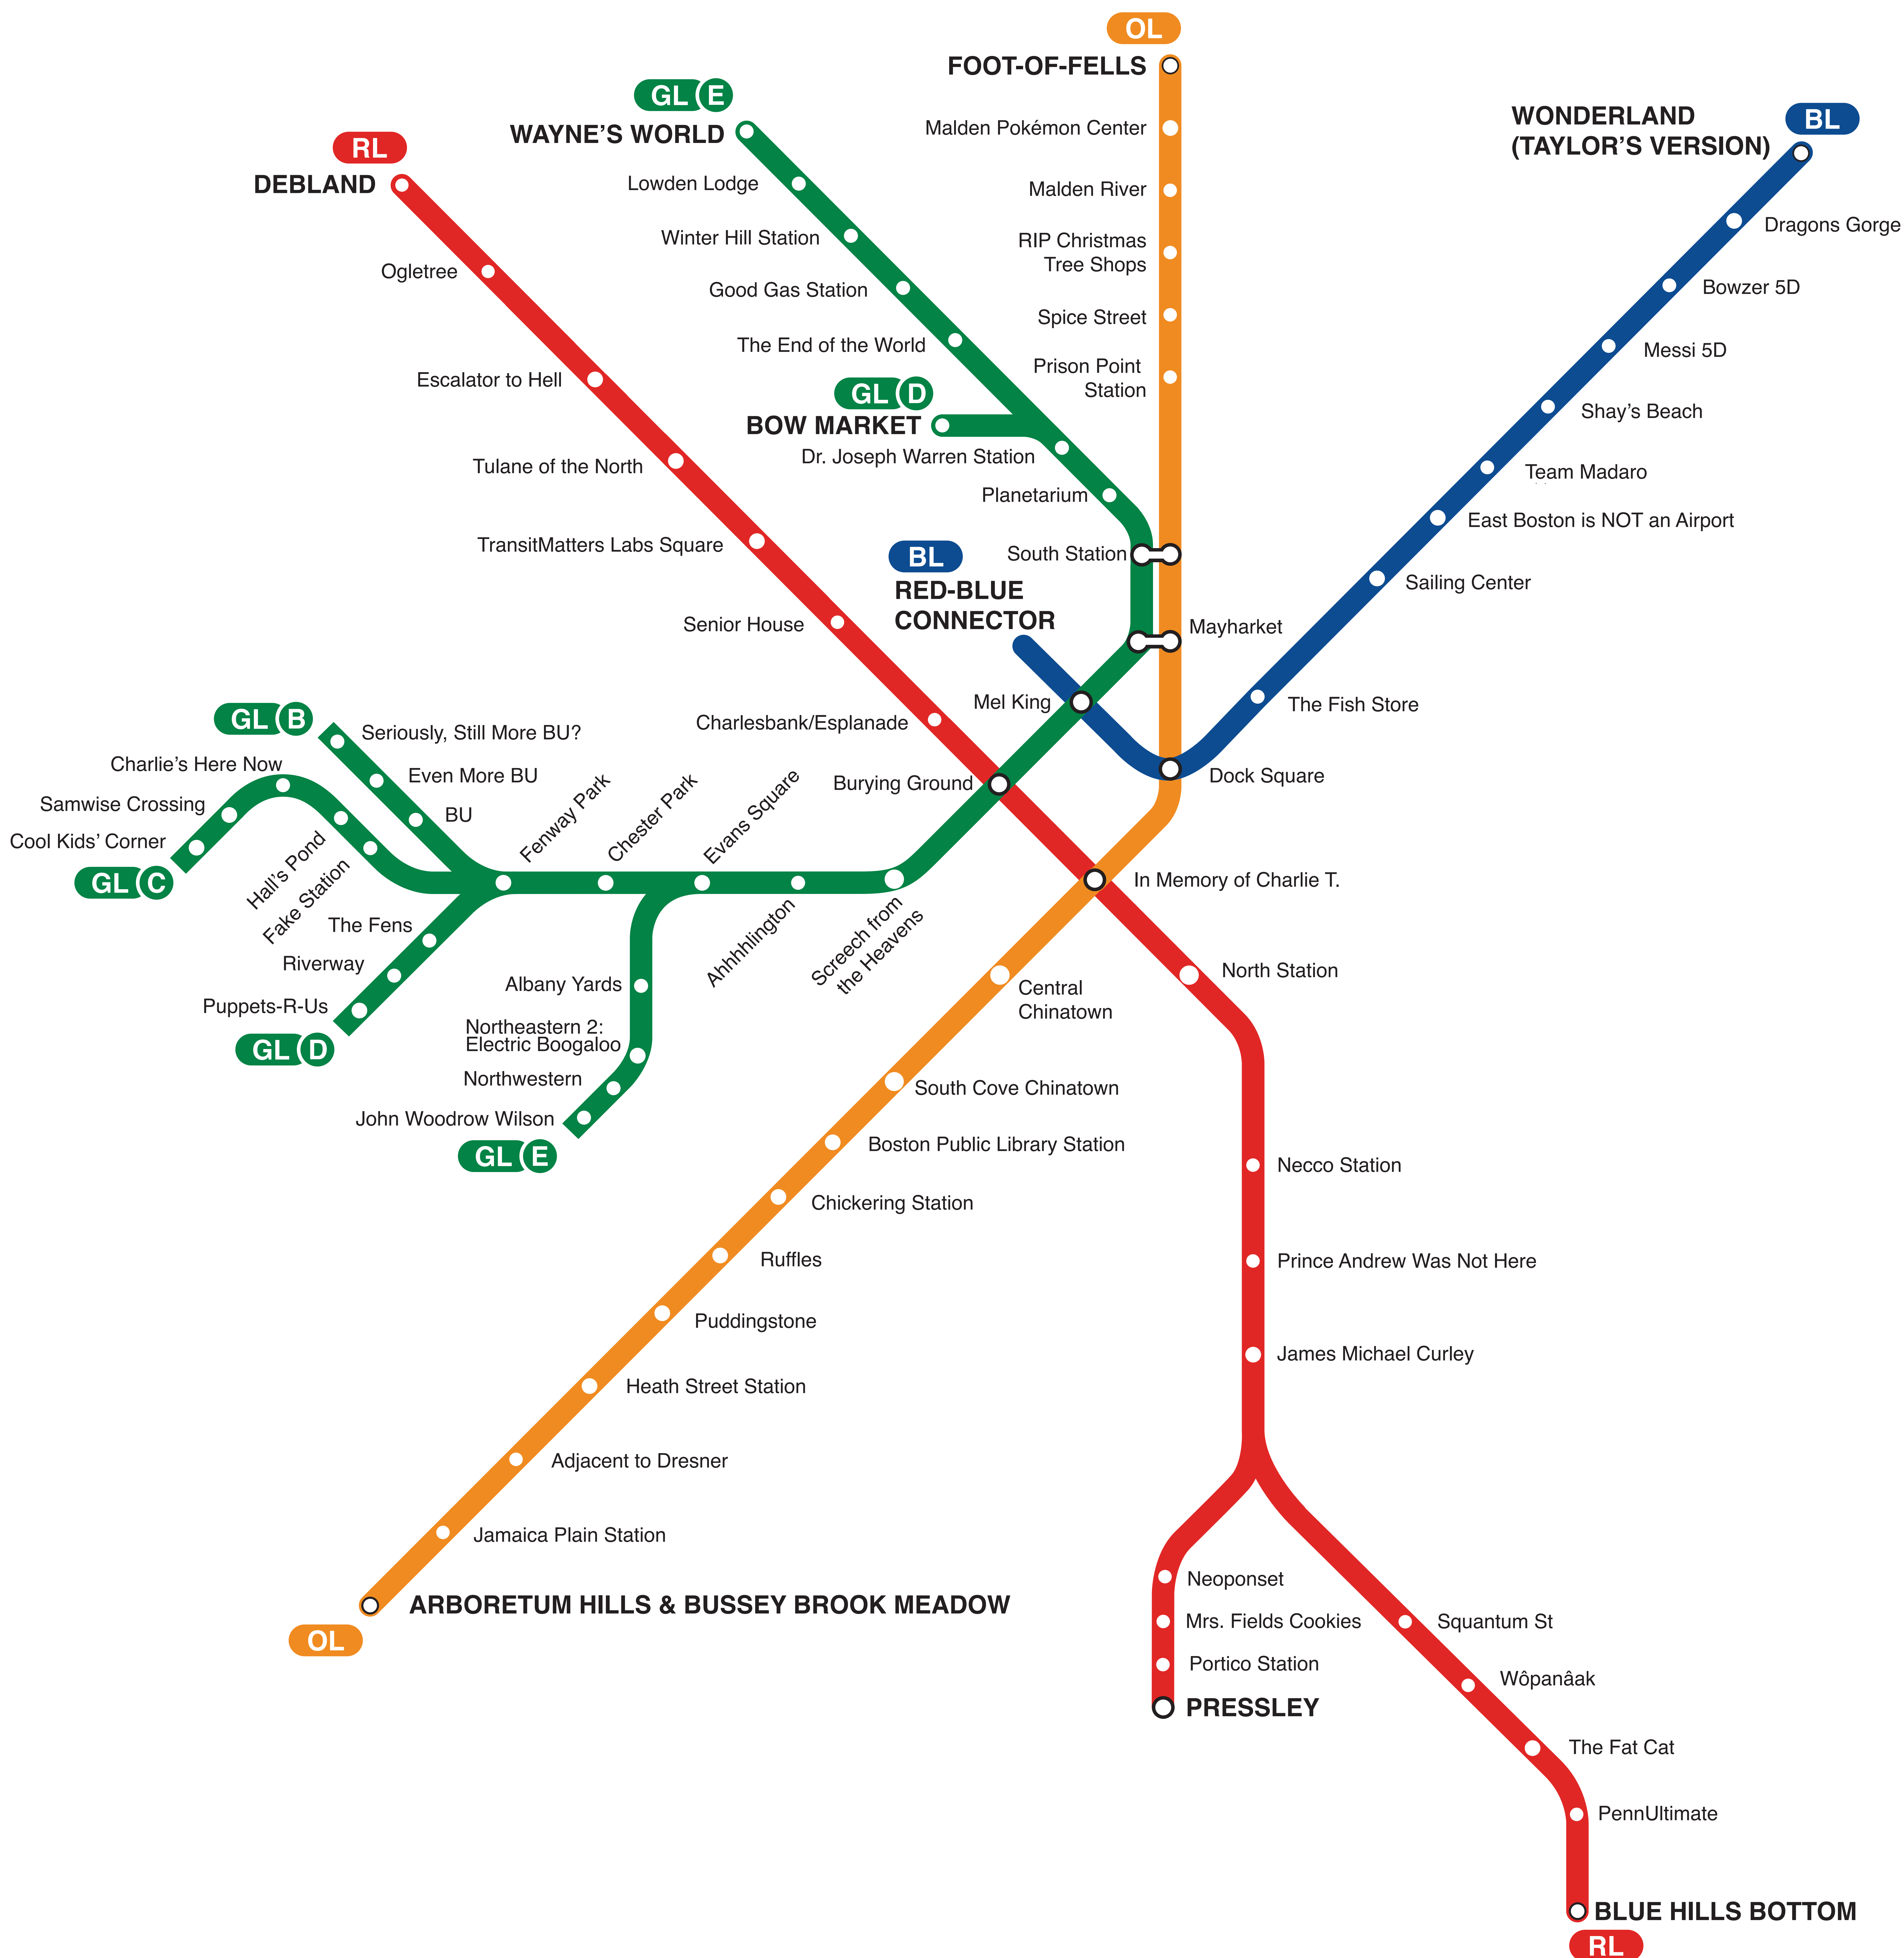 OL
FOOT-OF-FELLS
Malden Pokémon Center
Malden River
RIP Christmas
Tree Shops
Spice Street
Prison Point
Station
GL E
WAYNE'S WORLD
Lowden Lodge
Winter Hill Station
Good Gas Station
The End of the World
GL D
BOW MARKET
Dr. Joseph Warren Station
Planetarium
South Station
Mayharket
RL
DEBLAND
Ogletree
Escalator to Hell
Tulane of the North
TransitMatters Labs Square
Senior House
Charlesbank/Esplanade
Burying Ground
WONDERLAND
(TAYLOR'S VERSION)
BL
Dragons Gorge
Bowzer 5D
Messi 5D
Shay's Beach
Team Madaro
East Boston is NOT an Airport
Sailing Center
The Fish Store
Dock Square
BL
RED-BLUE
CONNECTOR
Mel King
GL B
Seriously, Still More BU?
Even More BU
BU
Charlie's Here Now
Samwise Crossing
Cool Kids' Corner
GL C
Hall's Pond
Fake Station
The Fens
Riverway
Puppets-R-Us
GL D
Fenway Park
Chester Park
Evans Square
Ahhhhlington
Screech from
the Heavens
Albany Yards
Northeastern 2:
Electric Boogaloo
Northwestern
John Woodrow Wilson
GL E
In Memory of Charlie T.
North Station
Central
Chinatown
South Cove Chinatown
Boston Public Library Station
Chickering Station
Ruffles
Puddingstone
Heath Street Station
Adjacent to Dresner
Jamaica Plain Station
ARBORETUM HILLS & BUSSEY BROOK MEADOW
OL
Necco Station
Prince Andrew Was Not Here
James Michael Curley
Neoponset
Mrs. Fields Cookies
Portico Station
PRESSLEY
Squantum St
Wôpanâak
The Fat Cat
PennUltimate
BLUE HILLS BOTTOM
RL